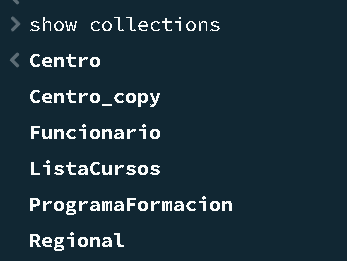 show collections
Centro
Centro_copy
Funcionario
ListaCursos
ProgramaFormacion
Regional